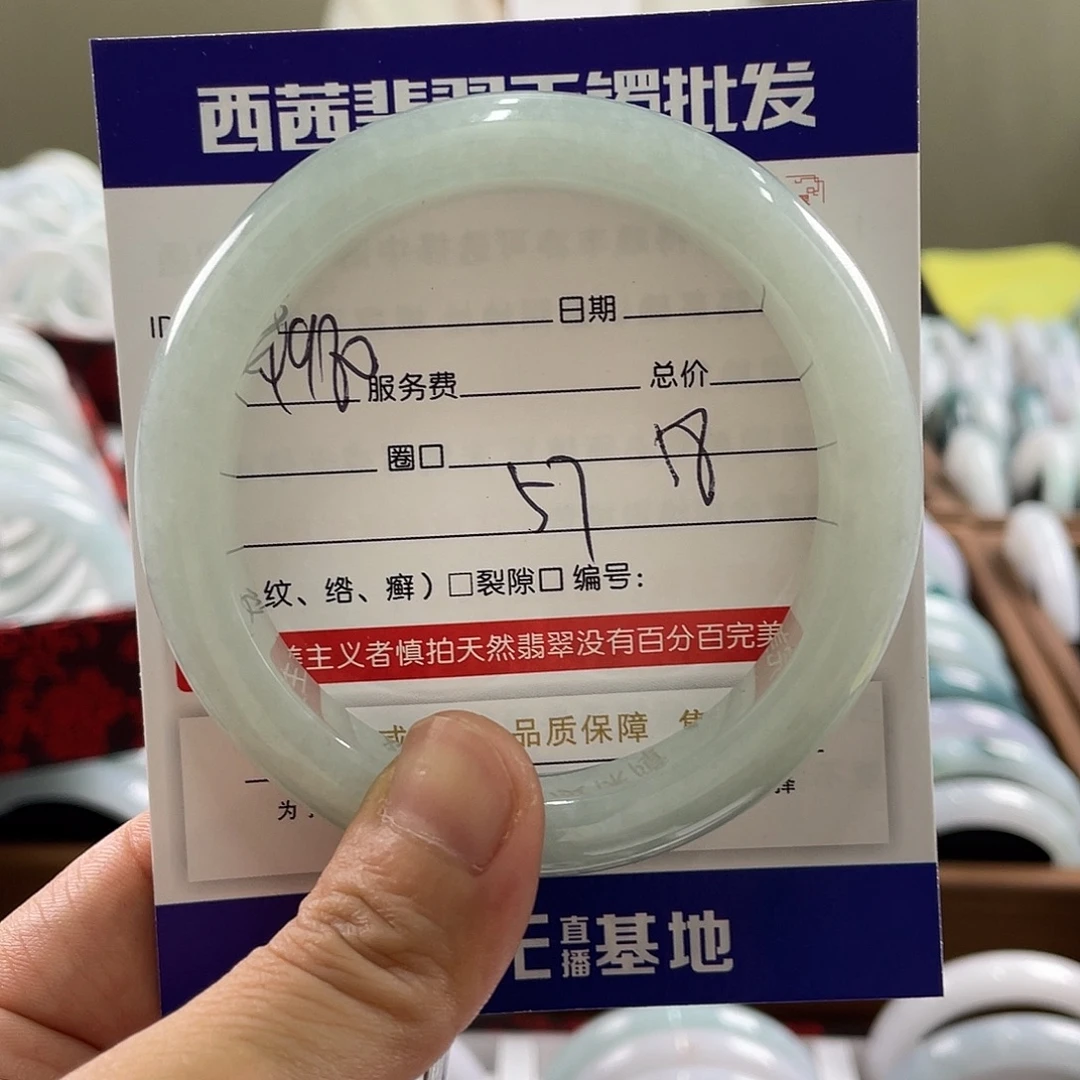 西茜翡翠手镯批发
日期
服务费 总价
圈口
57 18
纹、绺、癣）□裂隙□ 编号：
美主义者慎拍天然翡翠没有百分百完美
品质保障
为
直播基地